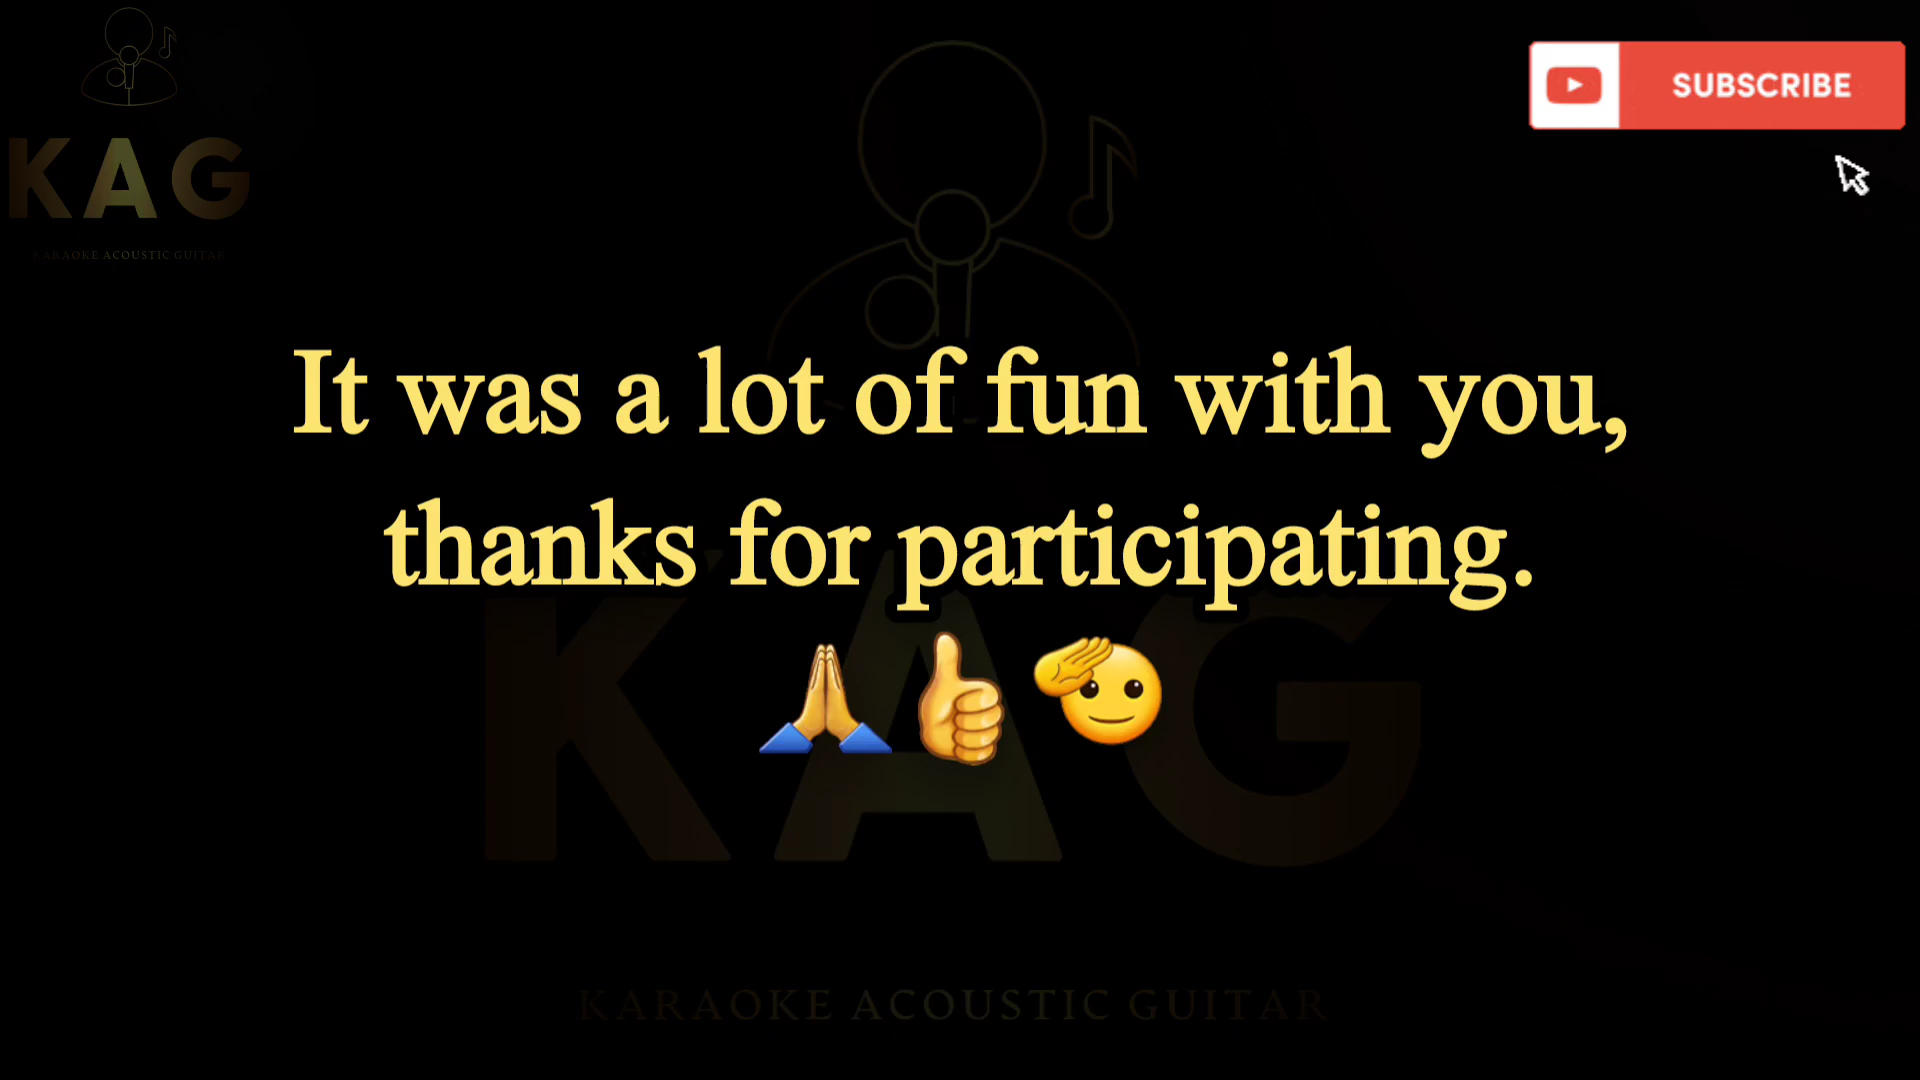 KAG
KARAOKE ACOUSTIC GUITAR
SUBSCRIBE
It was a lot of fun with you,
thanks for participating.
🙏👍🫡
KAG
KARAOKE ACOUSTIC GUITAR